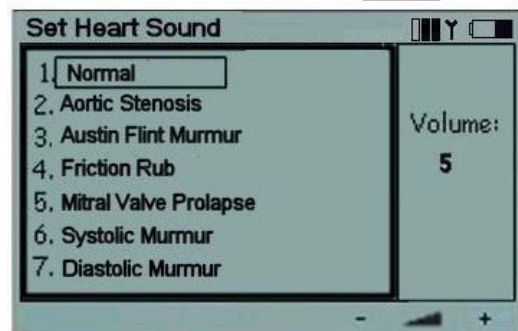 Set Heart Sound
1. Normal
2. Aortic Stenosis
3. Austin Flint Murmur
4. Friction Rub
5. Mitral Valve Prolapse
6. Systolic Murmur
7. Diastolic Murmur
Volume:
5
- +